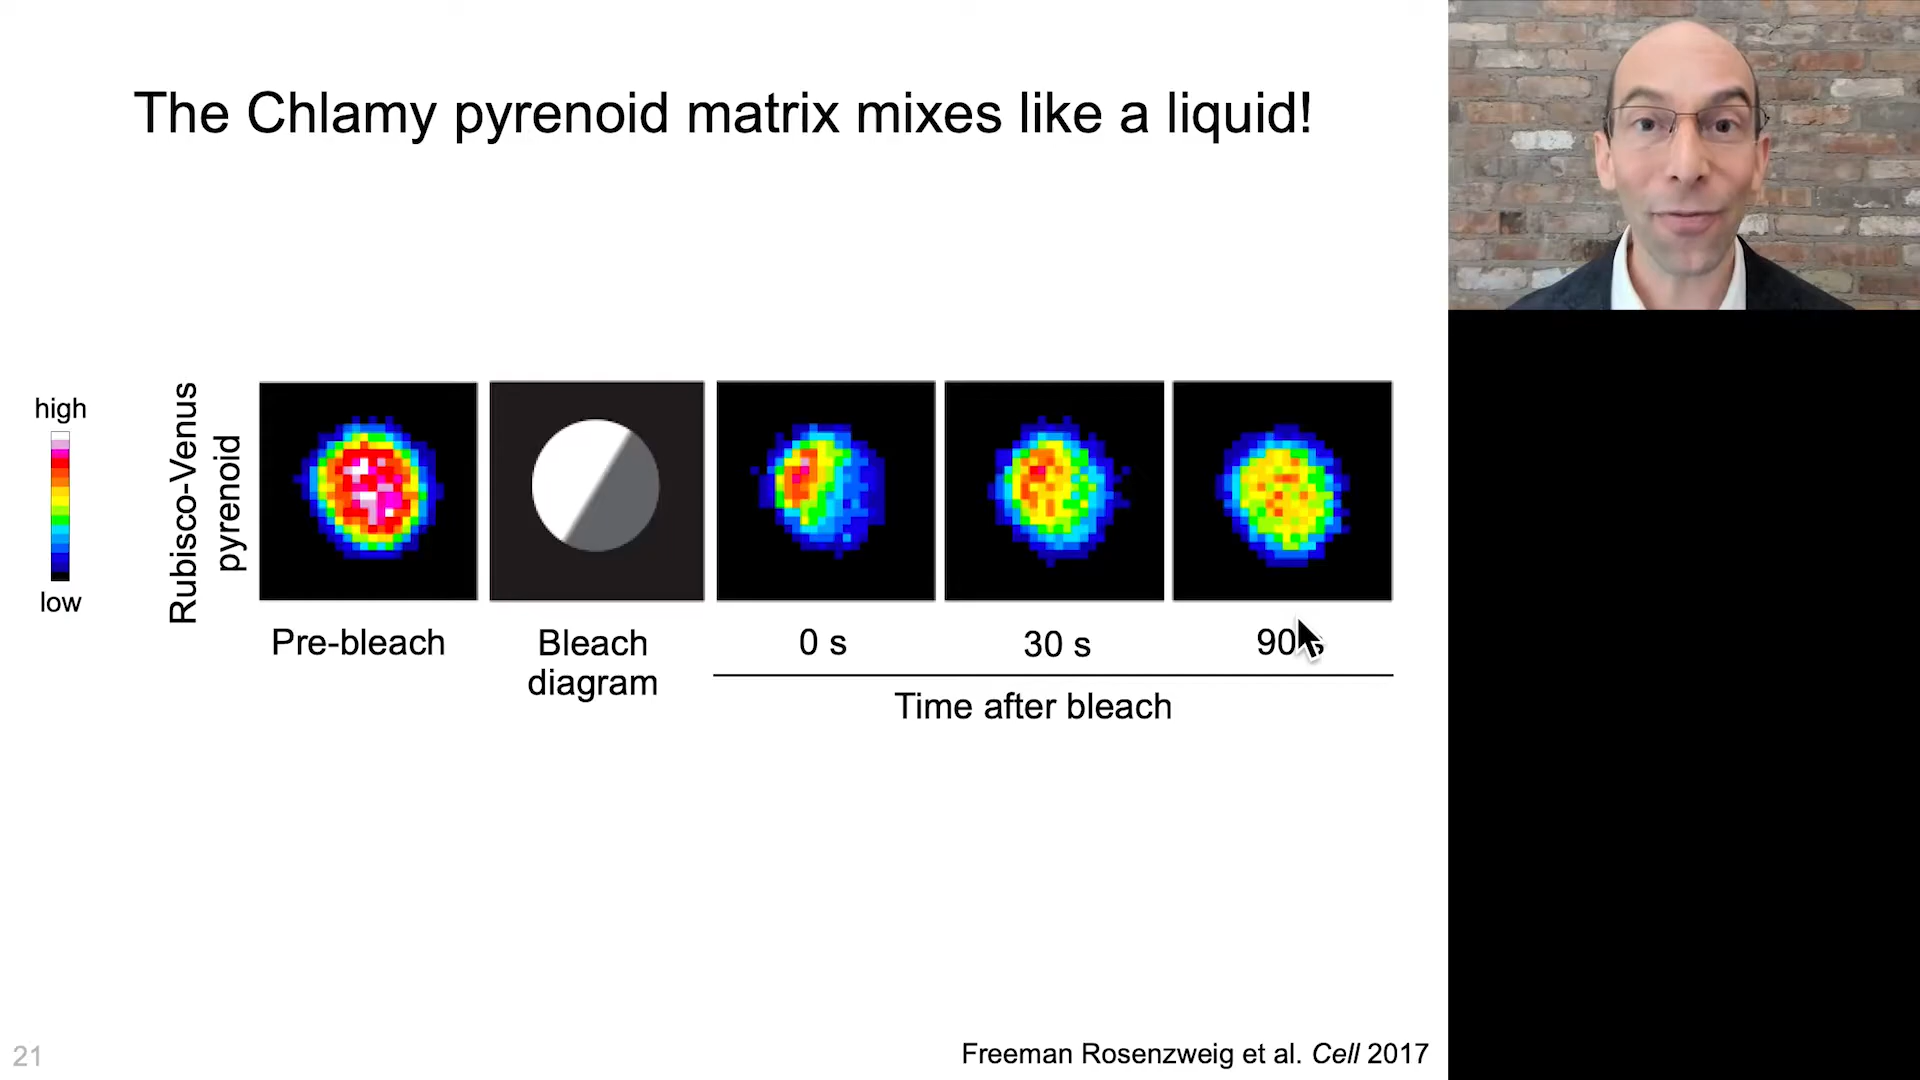 The Chlamy pyrenoid matrix mixes like a liquid!
high
low
Rubisco-Venus
pyrenoid
Pre-bleach
Bleach
diagram
0 s
30 s
90 s
Time after bleach
21
Freeman Rosenzweig et al. Cell 2017